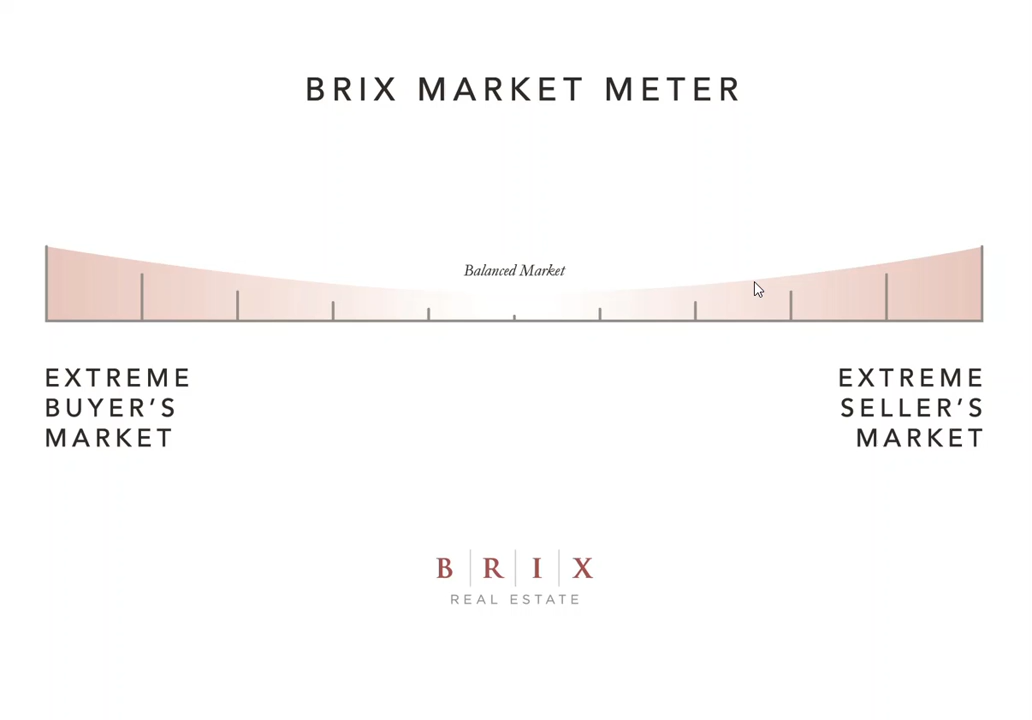 BRIX MARKET METER
Balanced Market
EXTREME
BUYER’S
MARKET
EXTREME
SELLER’S
MARKET
B R I X
REAL ESTATE